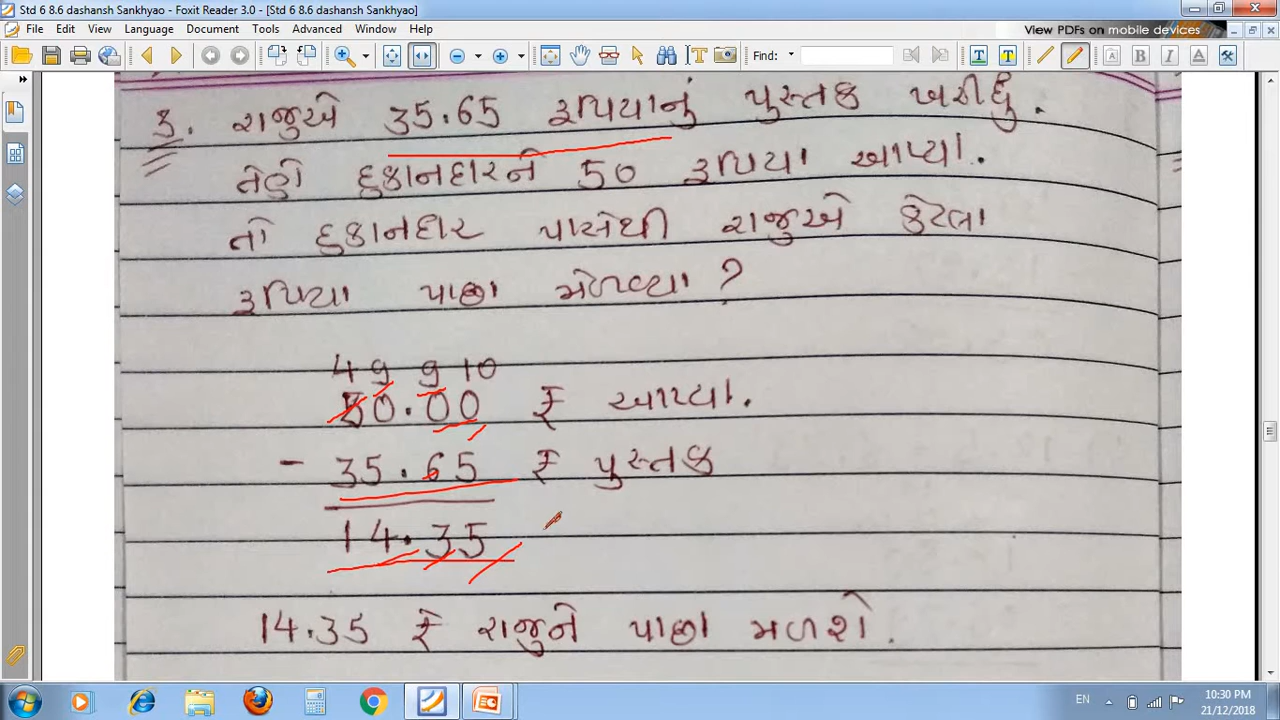 Std 6 8.6 dashansh Sankhyao - Foxit Reader 3.0 - [Std 6 8.6 dashansh Sankhyao]
File Edit View Language Document Tools Advanced Window Help
View PDFs on mobile devices
Find:
3. રાજુએ 35.65 રૂપિયાનું પુસ્તક ખરીદ્યું.
તેણે દુકાનદારને 50 રૂપિયા આપ્યા.
તો દુકાનદાર પાસેથી રાજુએ કેટલા
રૂપિયા પાછા મેળવ્યા ?
4 9 9 10
50.00 ₹ આપ્યા.
- 35.65 ₹ પુસ્તક
14.35
14.35 ₹ રાજુને પાછા મળશે.
EN
10:30 PM
21/12/2018